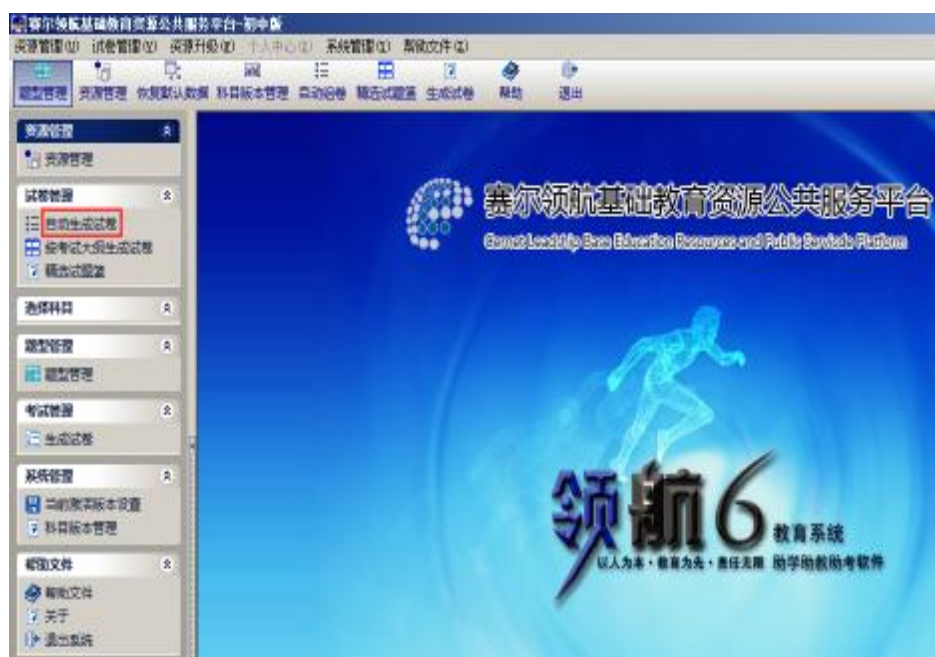 赛尔领航基础教育资源公共服务平台-初中版
资源管理(U) 试卷管理(V) 资源升级(W) 个人中心 系统管理 帮助文件(Z)
题型管理 资源管理 恢复默认数据 科目版本管理 自动组卷 精选试题篮 生成试卷 帮助 退出
资源管理
资源管理
试卷管理
自动生成试卷
按考试大纲生成试卷
精选试题篮
选择科目
题型管理
题型管理
考试管理
生成试卷
系统管理
当前教案版本设置
科目版本管理
帮助文件
帮助文件
关于
退出系统
赛尔领航基础教育资源公共服务平台
Cernet Leadship Base Education Resources and Public Services Platform
领航6
教育系统
以人为本·教育为先·责任无限 助学助教助考软件